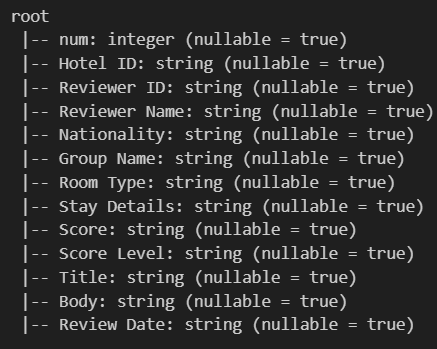 root
 |-- num: integer (nullable = true)
 |-- Hotel ID: string (nullable = true)
 |-- Reviewer ID: string (nullable = true)
 |-- Reviewer Name: string (nullable = true)
 |-- Nationality: string (nullable = true)
 |-- Group Name: string (nullable = true)
 |-- Room Type: string (nullable = true)
 |-- Stay Details: string (nullable = true)
 |-- Score: string (nullable = true)
 |-- Score Level: string (nullable = true)
 |-- Title: string (nullable = true)
 |-- Body: string (nullable = true)
 |-- Review Date: string (nullable = true)